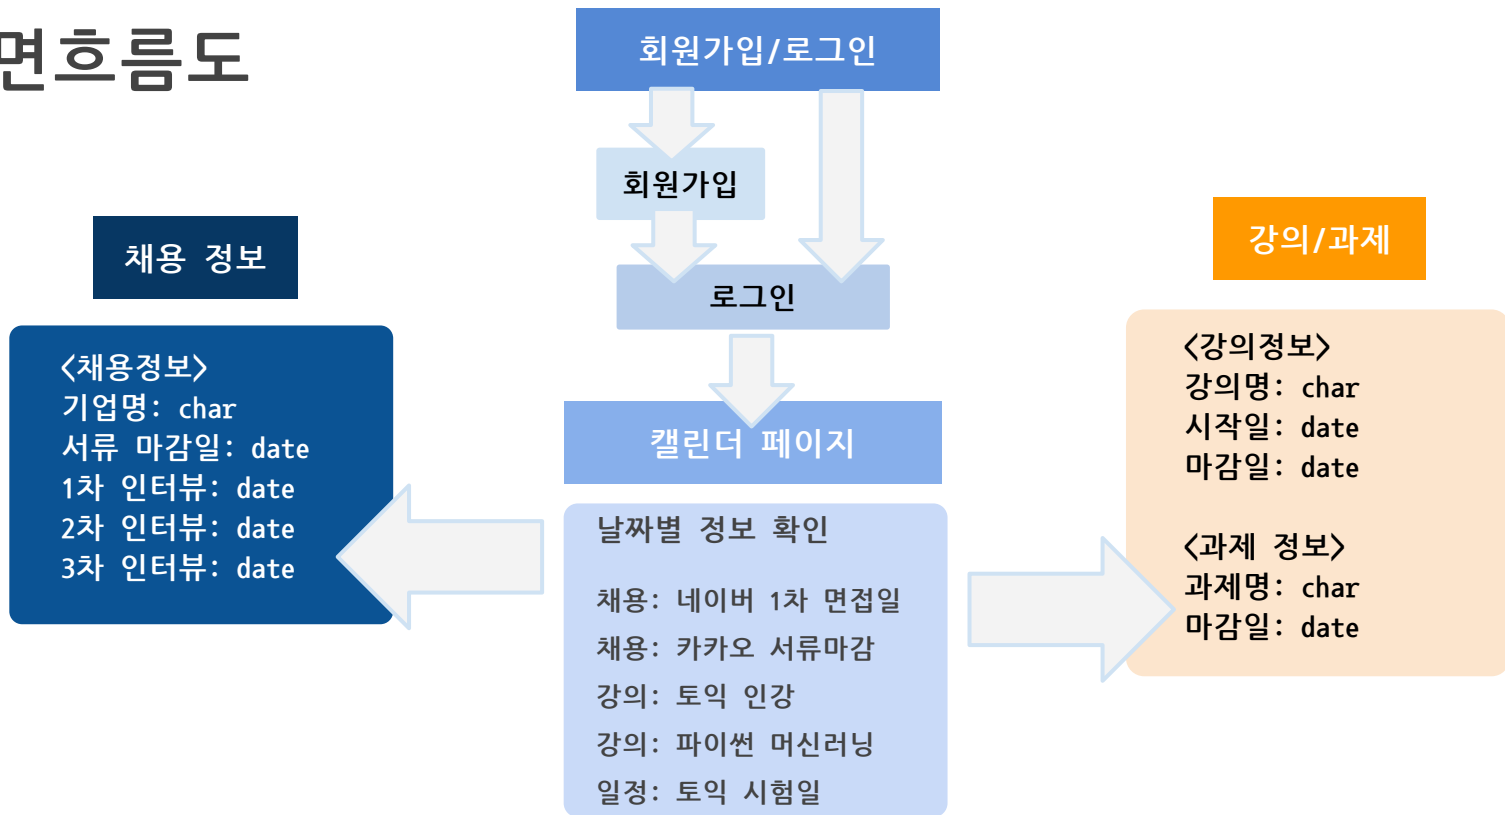 면흐름도
회원가입/로그인
회원가입
로그인
채용 정보
<채용정보>
기업명: char
서류 마감일: date
1차 인터뷰: date
2차 인터뷰: date
3차 인터뷰: date
캘린더 페이지
날짜별 정보 확인
채용: 네이버 1차 면접일
채용: 카카오 서류마감
강의: 토익 인강
강의: 파이썬 머신러닝
일정: 토익 시험일
강의/과제
<강의정보>
강의명: char
시작일: date
마감일: date
<과제 정보>
과제명: char
마감일: date